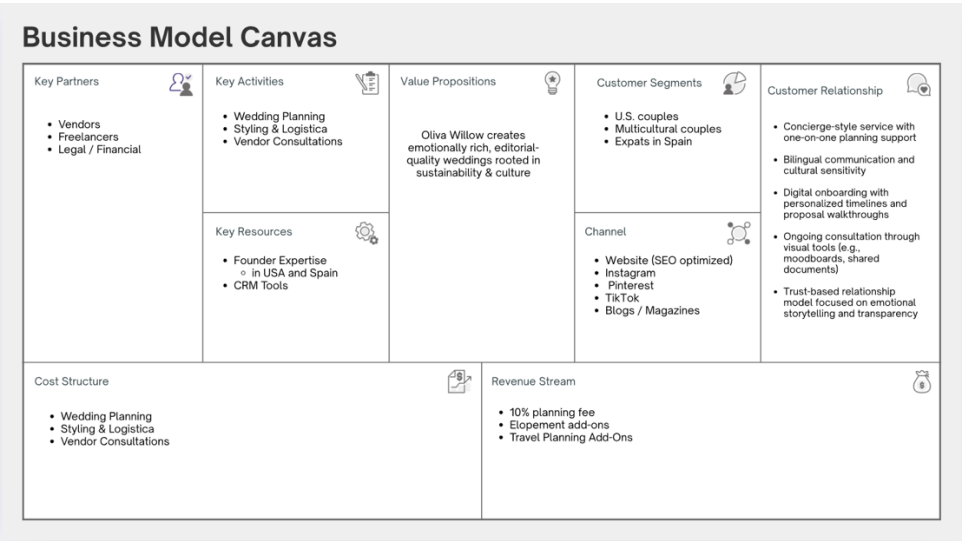 Business Model Canvas
Key Partners
Vendors
Freelancers
Legal / Financial
Key Activities
Wedding Planning
Styling & Logistica
Vendor Consultations
Key Resources
Founder Expertise
in USA and Spain
CRM Tools
Value Propositions
Oliva Willow creates
emotionally rich, editorial-
quality weddings rooted in
sustainability & culture
Customer Segments
U.S. couples
Multicultural couples
Expats in Spain
Channel
Website (SEO optimized)
Instagram
Pinterest
TikTok
Blogs / Magazines
Customer Relationship
Concierge-style service with
one-on-one planning support
Bilingual communication and
cultural sensitivity
Digital onboarding with
personalized timelines and
proposal walkthroughs
Ongoing consultation through
visual tools (e.g.,
moodboards, shared
documents)
Trust-based relationship
model focused on emotional
storytelling and transparency
Cost Structure
Wedding Planning
Styling & Logistica
Vendor Consultations
Revenue Stream
10% planning fee
Elopement add-ons
Travel Planning Add-Ons